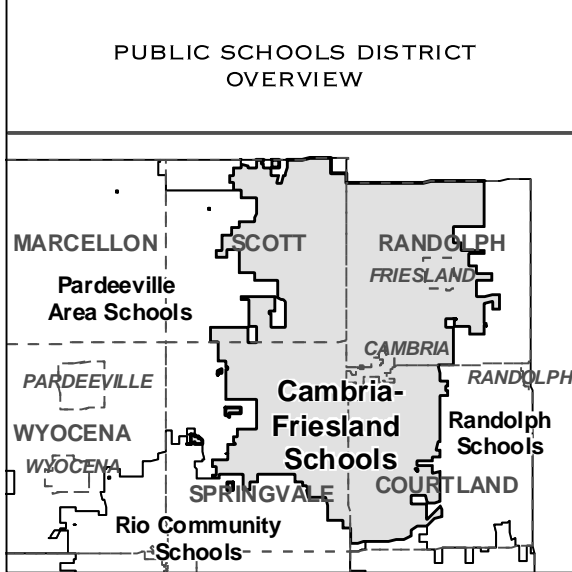 PUBLIC SCHOOLS DISTRICT
OVERVIEW
MARCELLON
SCOTT
RANDOLPH
FRIESLAND
Pardeeville
Area Schools
CAMBRIA
PARDEEVILLE
RANDOLPH
Cambria-
Friesland
Schools
Randolph
Schools
WYOCENA
WYOCENA
SPRINGVALE
COURTLAND
Rio Community
Schools